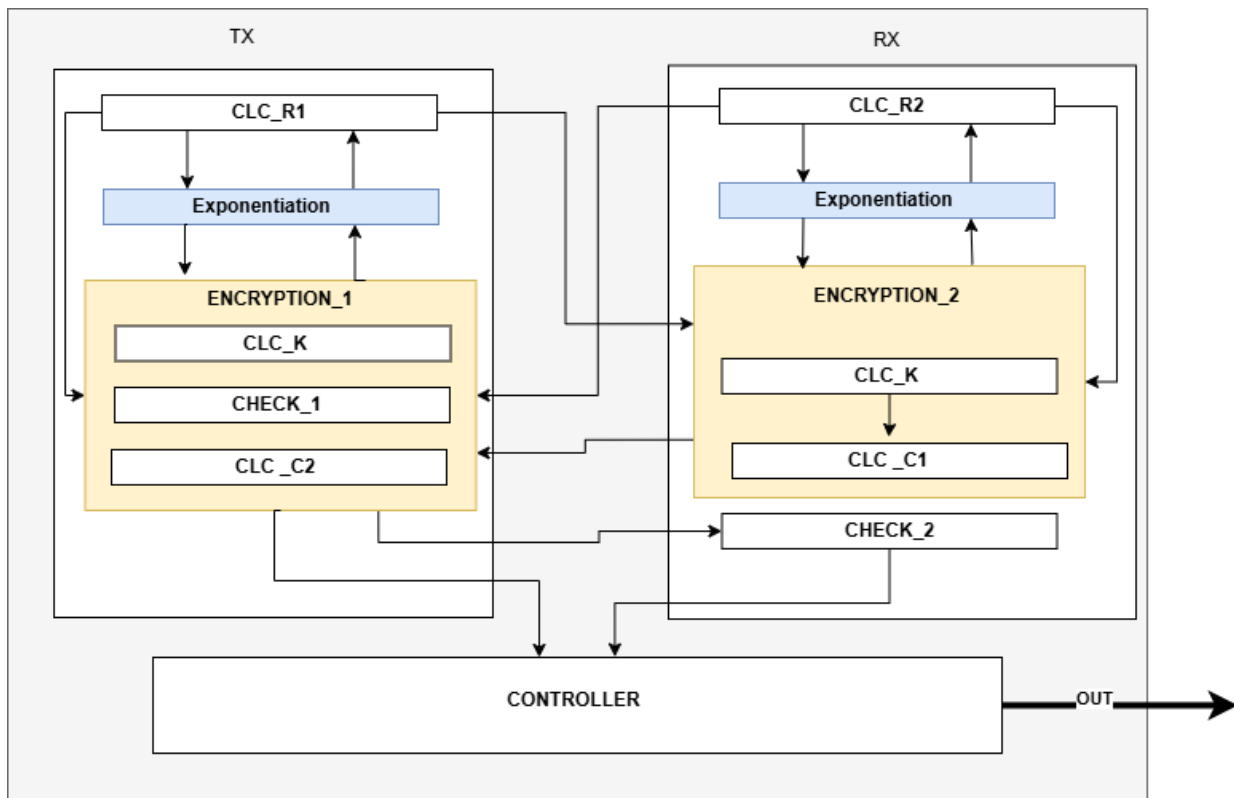 TX
RX
CLC_R1
CLC_R2
Exponentiation
Exponentiation
ENCRYPTION_1
ENCRYPTION_2
CLC_K
CLC_K
CHECK_1
CLC _C2
CLC _C1
CHECK_2
CONTROLLER
OUT